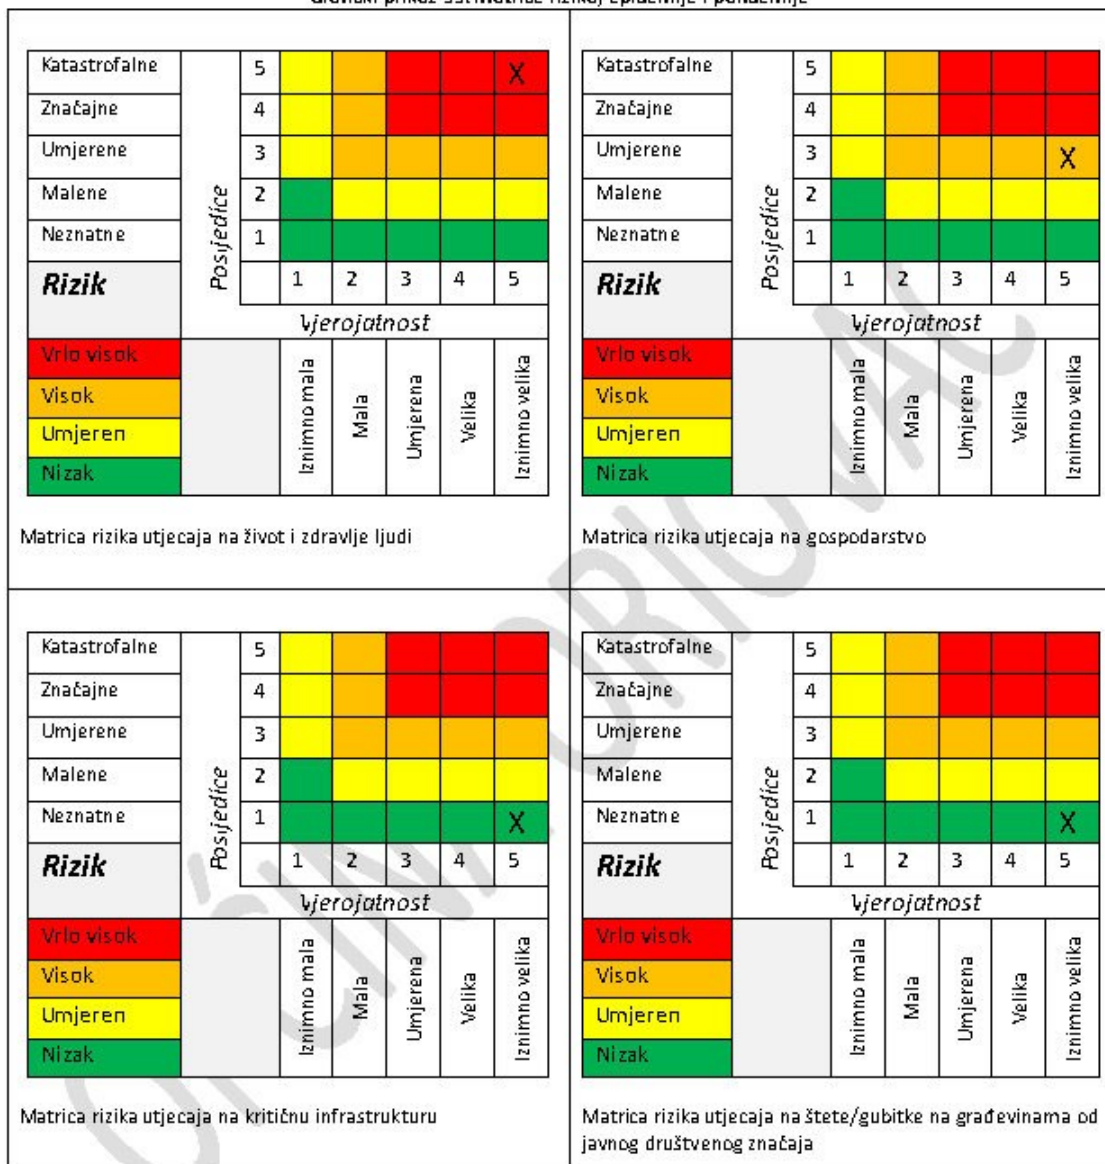 Katastrofalne 5 X
Značajne 4
Umjerene 3
Malene 2
Neznatne 1
Posljedice
Rizik 1 2 3 4 5
Vjerojatnost
Vrlo visok
Visok
Umjeren
Nizak
Iznimno mala
Mala
Umjerena
Velika
Iznimno velika
Matrica rizika utjecaja na život i zdravlje ljudi
Katastrofalne 5
Značajne 4
Umjerene 3 X
Malene 2
Neznatne 1
Posljedice
Rizik 1 2 3 4 5
Vjerojatnost
Vrlo visok
Visok
Umjeren
Nizak
Iznimno mala
Mala
Umjerena
Velika
Iznimno velika
Matrica rizika utjecaja na gospodarstvo
Katastrofalne 5
Značajne 4
Umjerene 3
Malene 2
Neznatne 1 X
Posljedice
Rizik 1 2 3 4 5
Vjerojatnost
Vrlo visok
Visok
Umjeren
Nizak
Iznimno mala
Mala
Umjerena
Velika
Iznimno velika
Matrica rizika utjecaja na kritičnu infrastrukturu
Katastrofalne 5
Značajne 4
Umjerene 3
Malene 2
Neznatne 1 X
Posljedice
Rizik 1 2 3 4 5
Vjerojatnost
Vrlo visok
Visok
Umjeren
Nizak
Iznimno mala
Mala
Umjerena
Velika
Iznimno velika
Matrica rizika utjecaja na štete/gubitke na građevinama od
javnog društvenog značaja